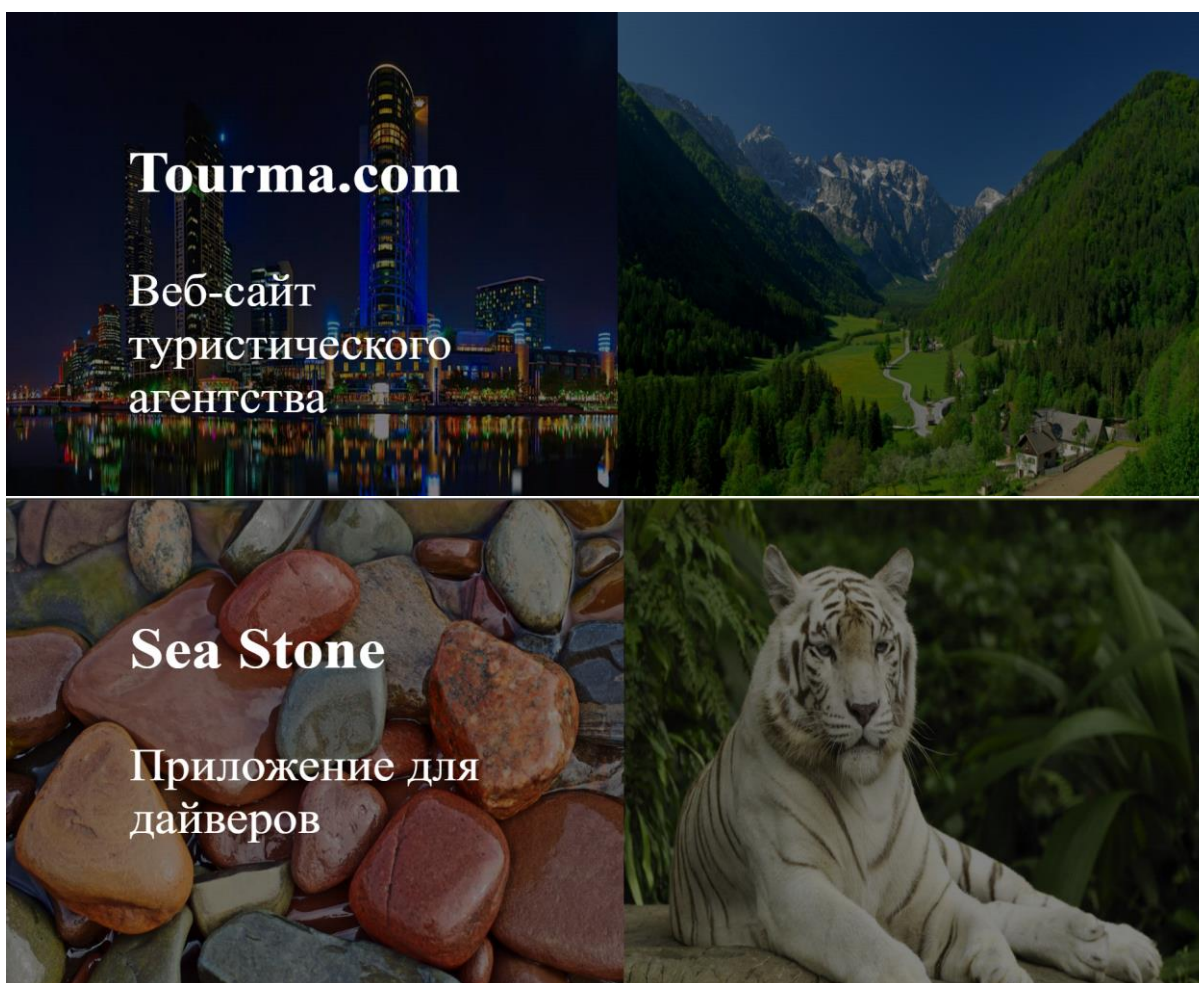 Tourma.com
Веб-сайт
туристического
агентства
Sea Stone
Приложение для
дайверов